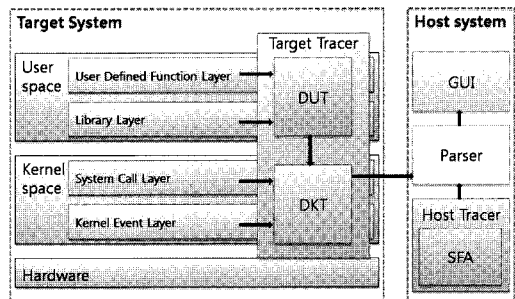 Target System
Host system
Target Tracer
User
space
User Defined Function Layer
Library Layer
DUT
GUI
Kernel
space
System Call Layer
Kernel Event Layer
DKT
Parser
Host Tracer
SFA
Hardware